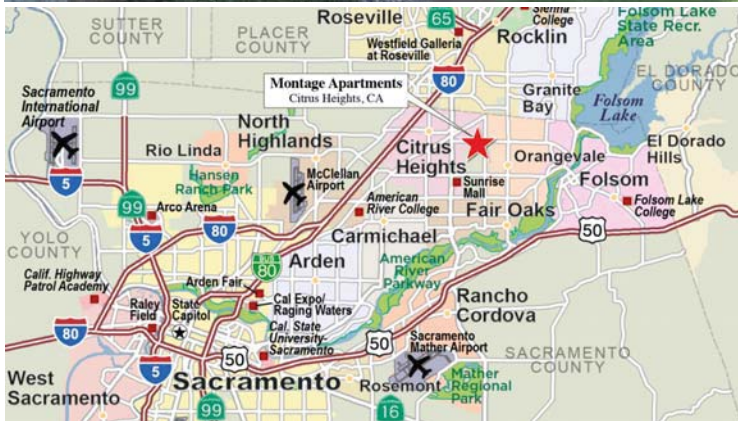 SUTTER
COUNTY
PLACER
COUNTY
Roseville
65
Sierra
College
Rocklin
Folsom Lake
State Recr.
Area
Westfield Galleria
at Roseville
99
80
Montage Apartments
Citrus Heights, CA
Granite
Bay
EL DORADO
COUNTY
Folsom
Lake
Sacramento
International
Airport
North
Highlands
Rio Linda
Hansen
Ranch Park
McClellan
Airport
Citrus
Heights
Orangevale
El Dorado
Hills
5
99
Arco Arena
Sunrise
Mall
Folsom
American
River College
Fair Oaks
Folsom Lake
College
80
5
YOLO
COUNTY
Carmichael
50
80
Arden
American
River
Parkway
Calif. Highway
Patrol Academy
Arden Fair
Raley
Field
State
Capitol
Cal Expo/
Raging Waters
Rancho
Cordova
80
Cal. State
University-
Sacramento
50
50
Sacramento
Mather Airport
SACRAMENTO
COUNTY
5
West
Sacramento
Sacramento
Rosemont
Mather
Regional
Park
99
16